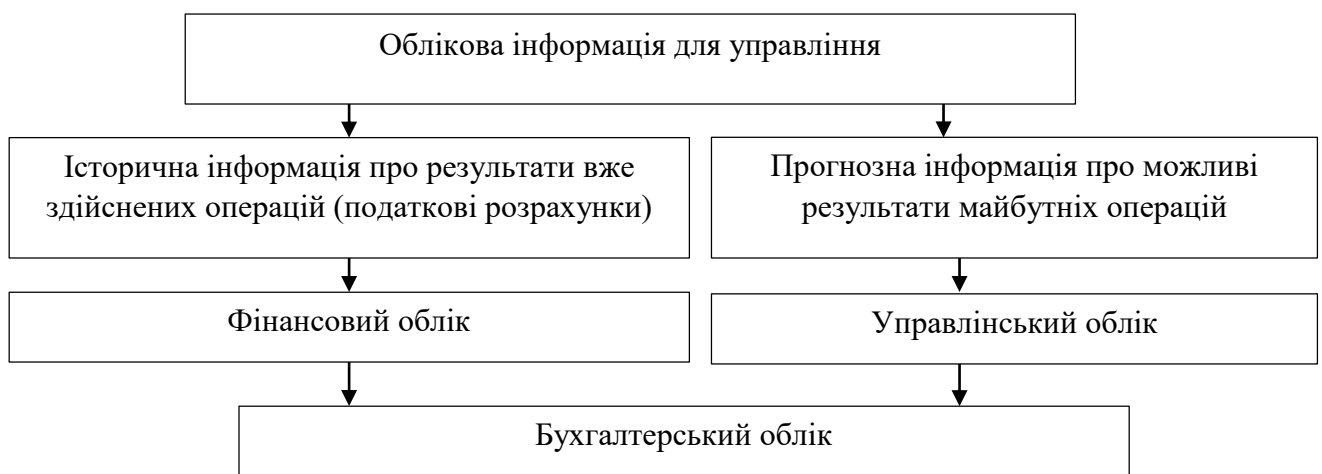 Облікова інформація для управління
Історична інформація про результати вже
здійснених операцій (податкові розрахунки)
Прогнозна інформація про можливі
результати майбутніх операцій
Фінансовий облік
Управлінський облік
Бухгалтерський облік